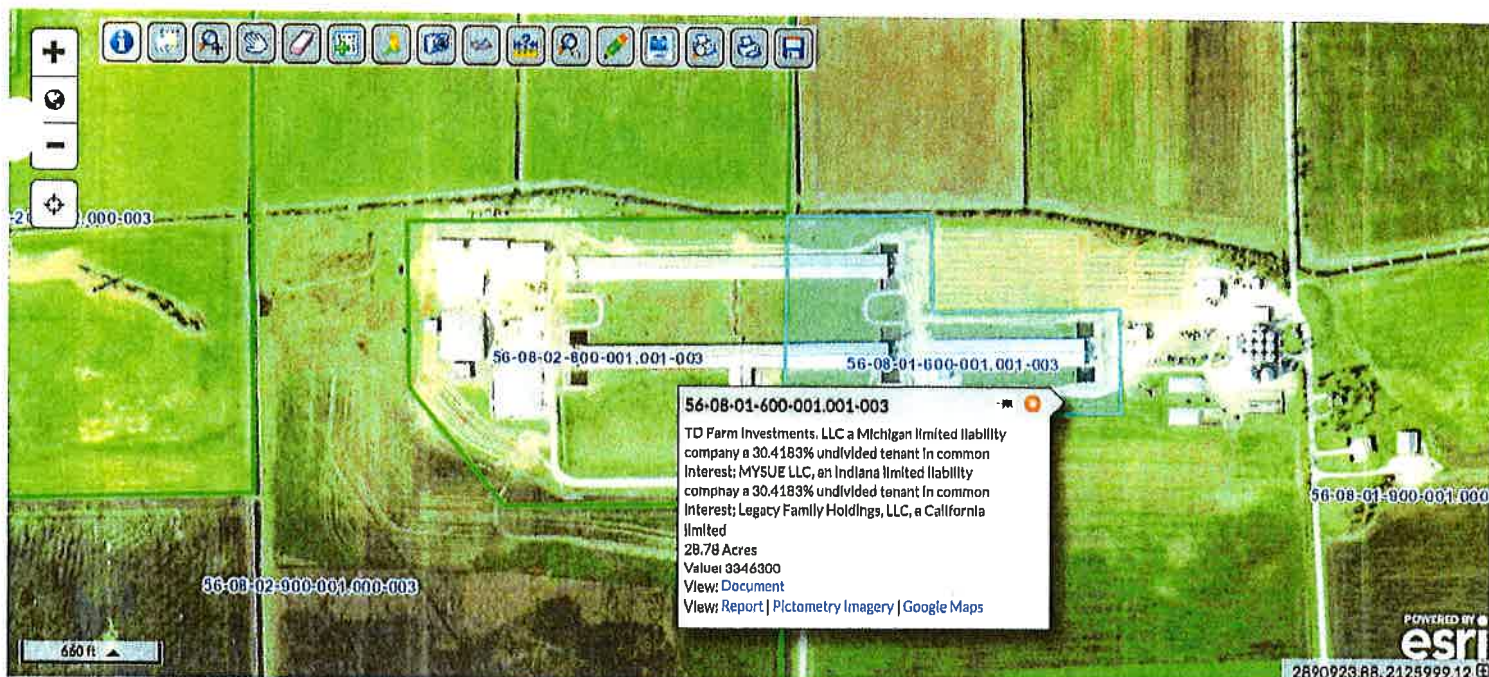 -2
,000-003
56-08-02-800-001.001-003
56-08-01-600-001.001-003
56-08-01-600-001.001-003
TD Farm Investments, LLC a Michigan limited liability
company a 30.4183% undivided tenant in common
interest; MYSUE LLC, an Indiana limited liability
comphay a 30.4183% undivided tenant in common
interest; Legacy Family Holdings, LLC, a California
limited
28.78 Acres
Value: 3346300
View: Document
View: Report | Pictometry Imagery | Google Maps
56-08-01-900-001.000
56-08-02-900-001.000-003
660 ft
POWERED BY
esri
2890923.88, 2125999.12